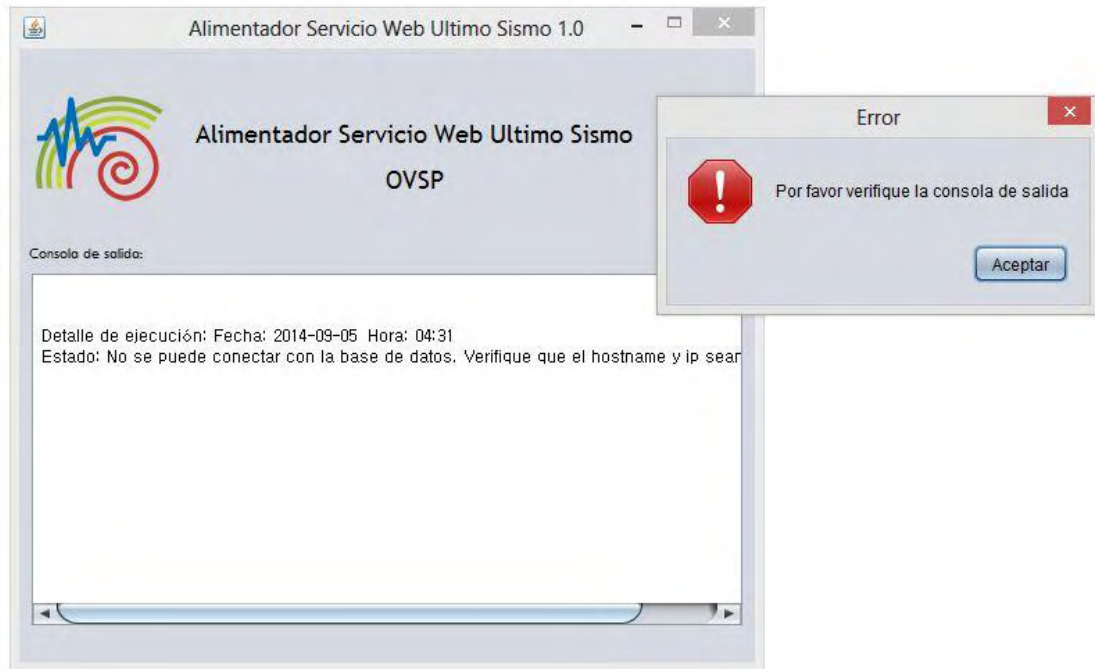 Alimentador Servicio Web Ultimo Sismo 1.0
Alimentador Servicio Web Ultimo Sismo
OVSP
Consola de salida:
Detalle de ejecución: Fecha: 2014-09-05 Hora: 04:31
Estado: No se puede conectar con la base de datos. Verifique que el hostname y ip sean
Error
Por favor verifique la consola de salida
Aceptar